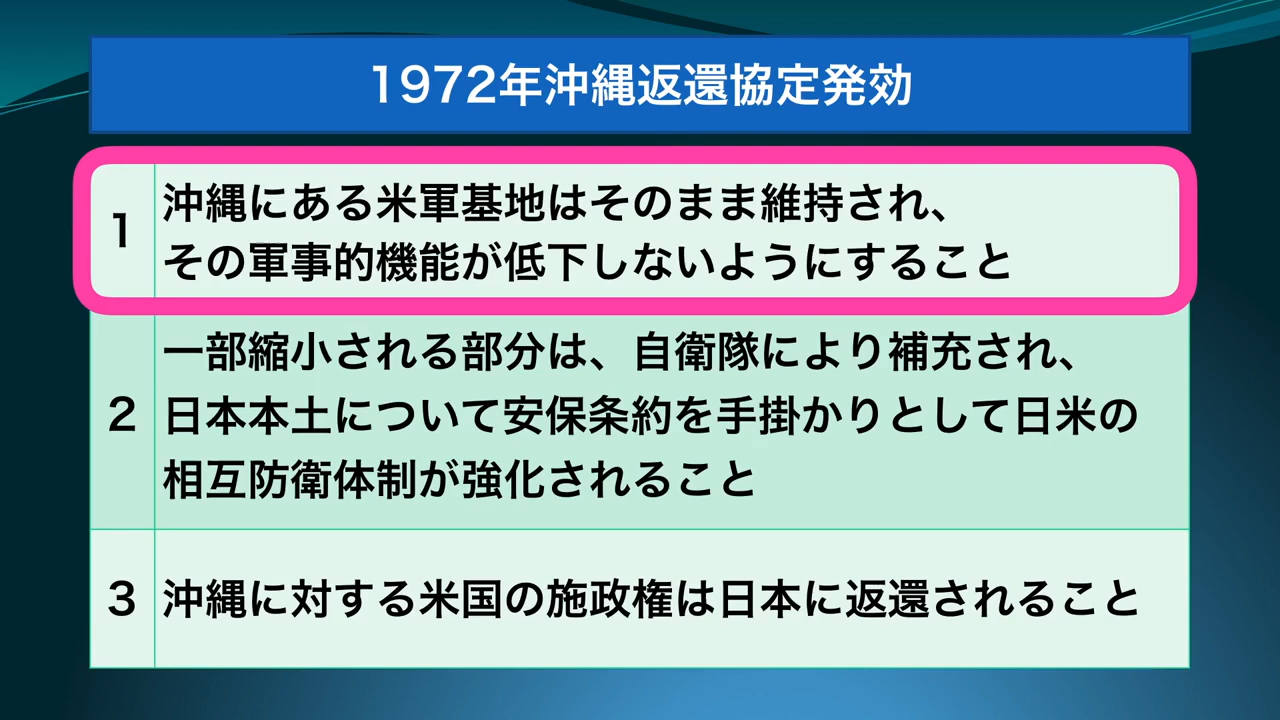 1972年沖縄返還協定発効
1
沖縄にある米軍基地はそのまま維持され、
その軍事的機能が低下しないようにすること
2
一部縮小される部分は、自衛隊により補充され、
日本本土について安保条約を手掛かりとして日米の
相互防衛体制が強化されること
3
沖縄に対する米国の施政権は日本に返還されること